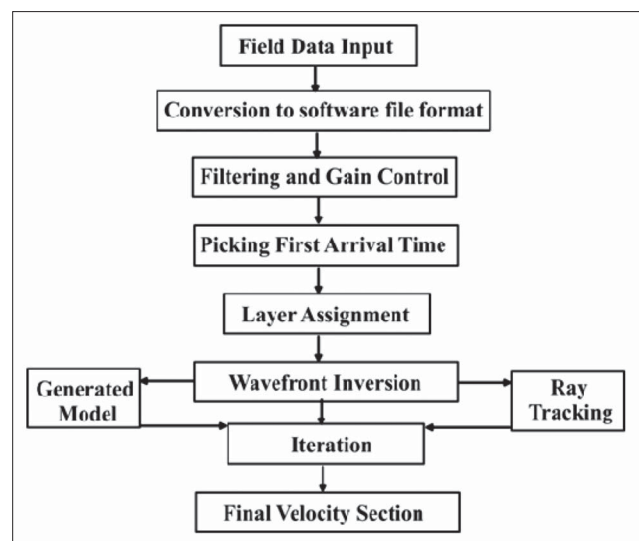 Field Data Input
Conversion to software file format
Filtering and Gain Control
Picking First Arrival Time
Layer Assignment
Wavefront Inversion
Generated
Model
Ray
Tracking
Iteration
Final Velocity Section